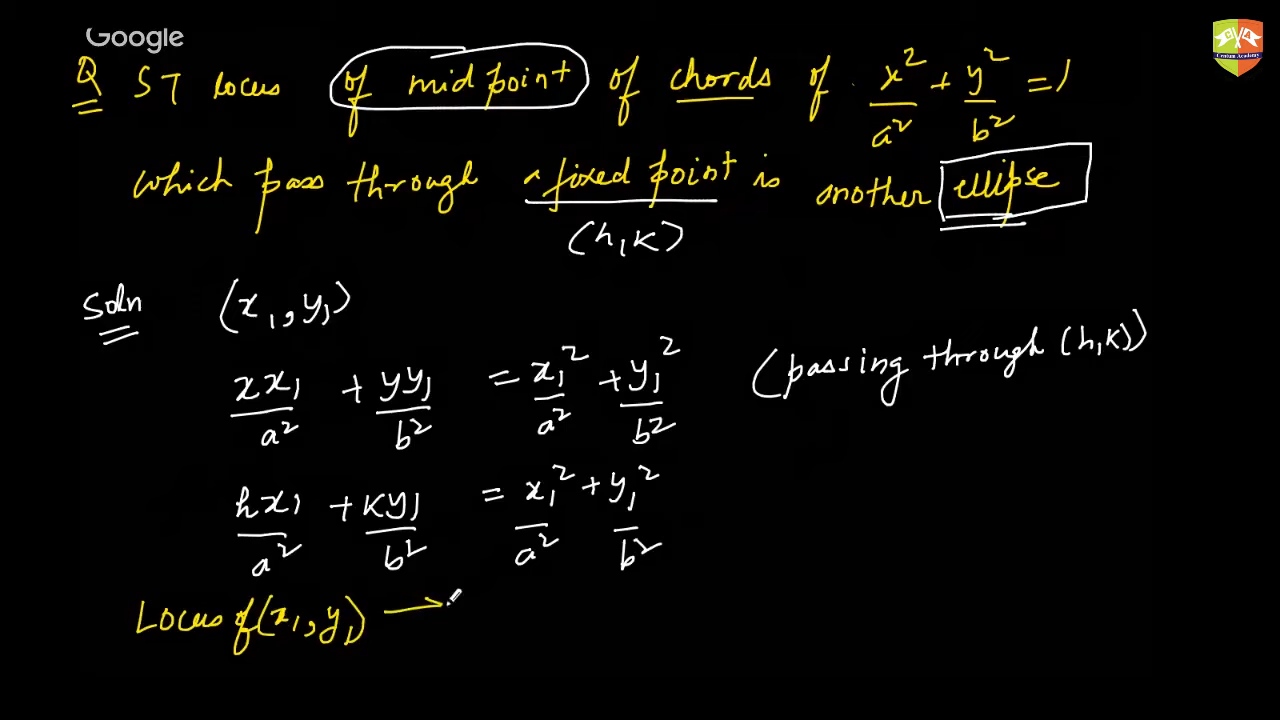 Google
Q ST locus of midpoint of chords of x²/a² + y²/b² = 1
which pass through a fixed point is another ellipse
(h,k)
Soln (x₁,y₁)
xx₁/a² + yy₁/b² = x₁²/a² + y₁²/b² (passing through (h,k))
hx₁/a² + ky₁/b² = x₁²/a² + y₁²/b²
Locus of (x₁,y₁) →